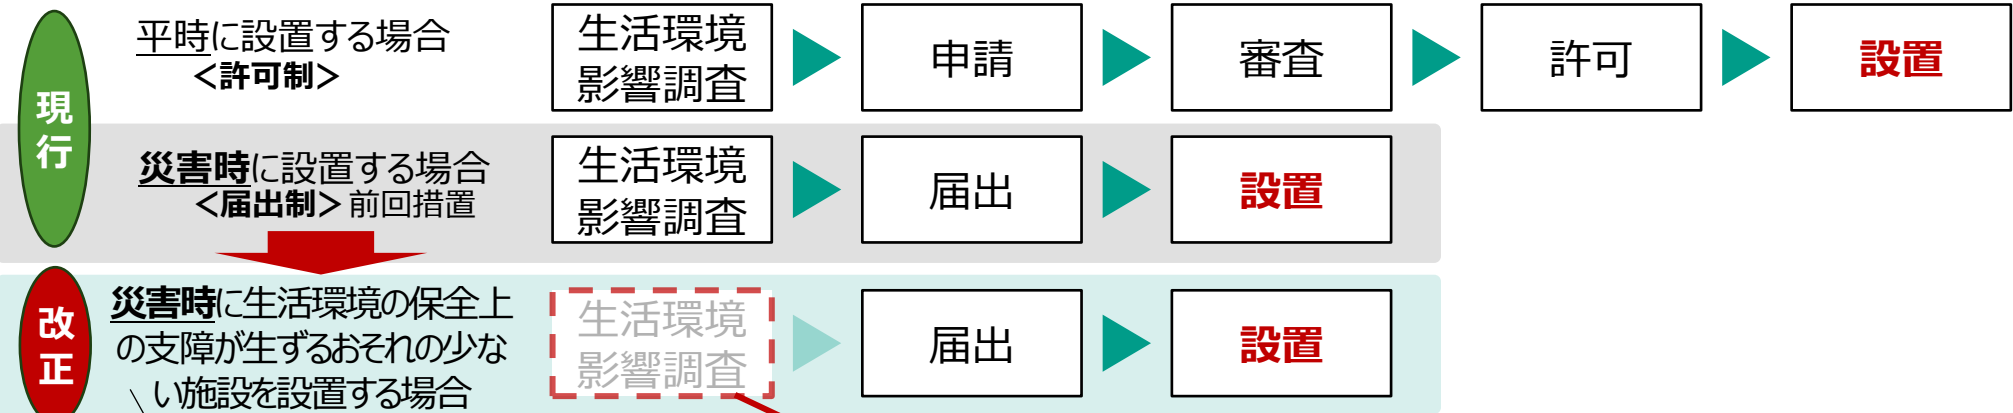 現行
平時に設置する場合
<許可制>
生活環境
影響調査
申請
審査
許可
設置
災害時に設置する場合
<届出制>前回措置
生活環境
影響調査
届出
設置
改正
災害時に生活環境の保全上
の支障が生ずるおそれの少な
い施設を設置する場合
生活環境
影響調査
届出
設置